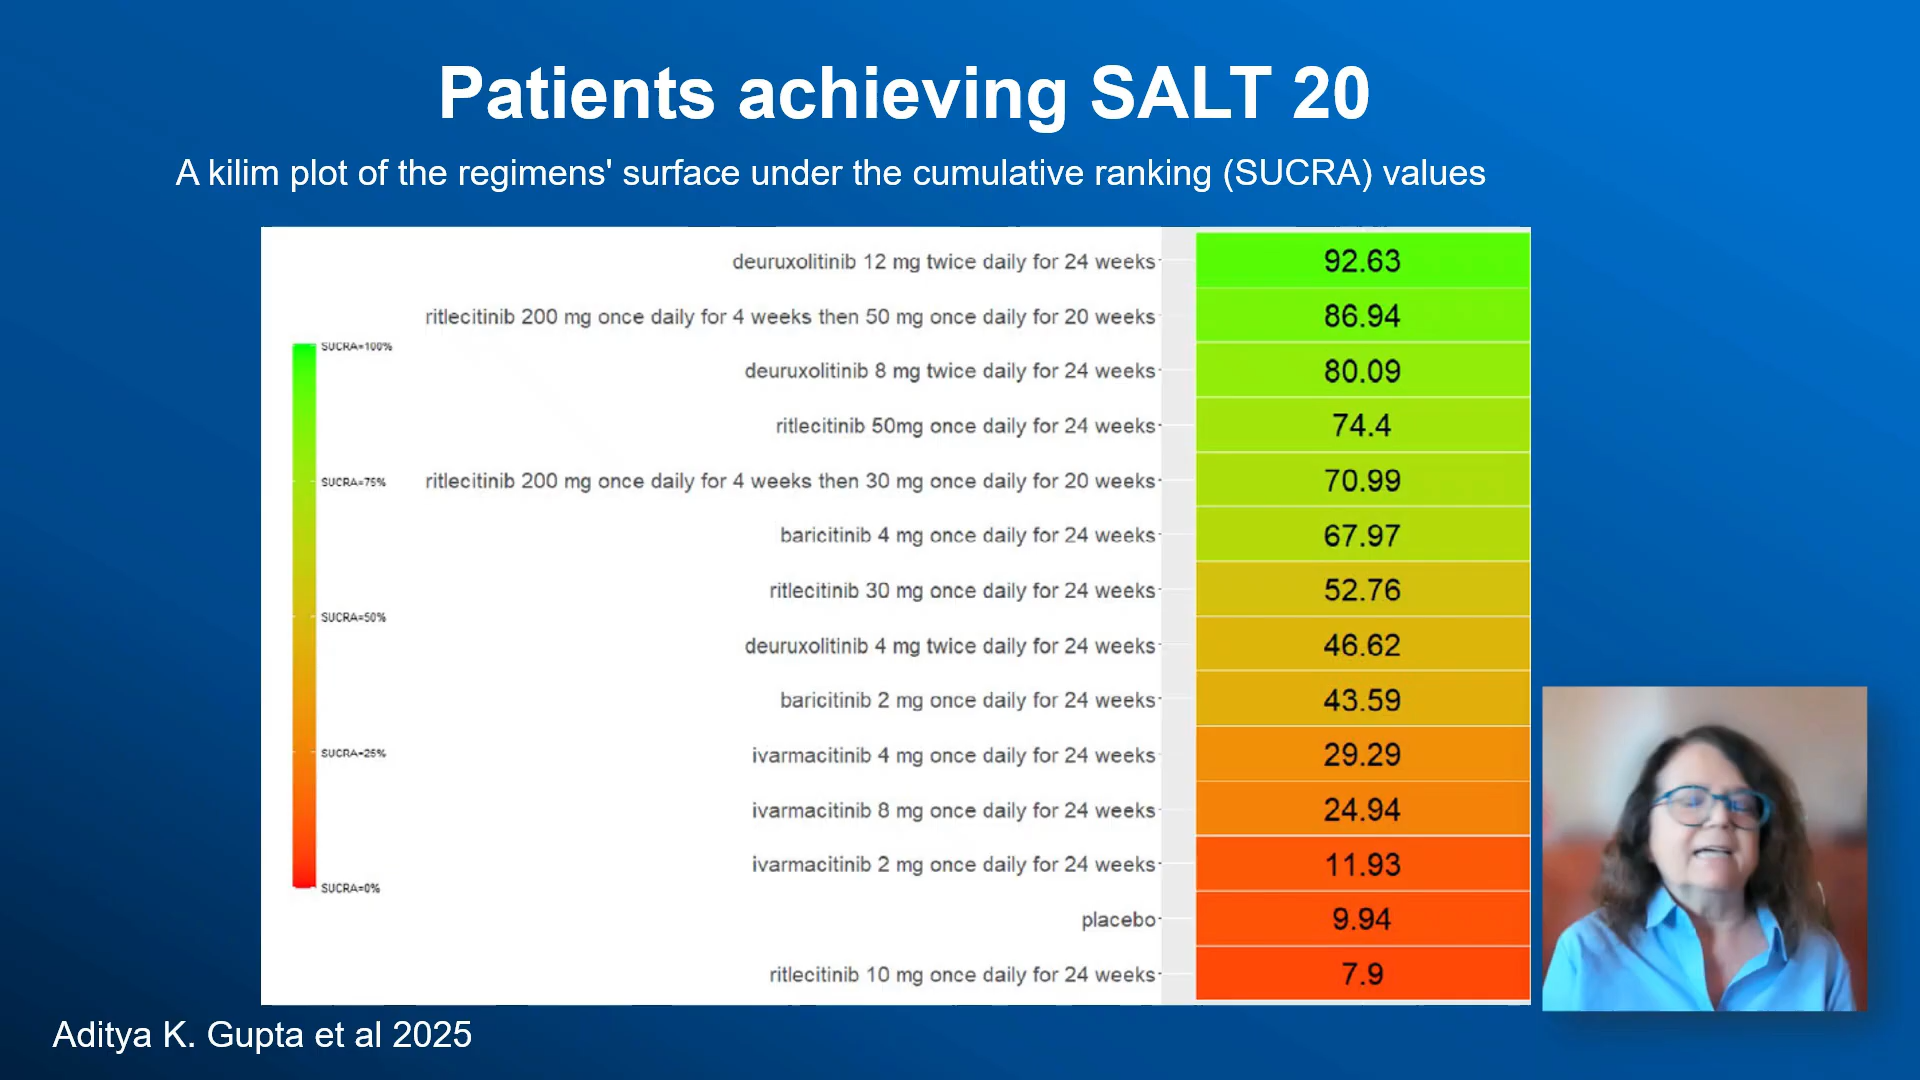 Patients achieving SALT 20
A kilim plot of the regimens' surface under the cumulative ranking (SUCRA) values
deuruxolitinib 12 mg twice daily for 24 weeks 92.63
ritlecitinib 200 mg once daily for 4 weeks then 50 mg once daily for 20 weeks 86.94
deuruxolitinib 8 mg twice daily for 24 weeks 80.09
ritlecitinib 50mg once daily for 24 weeks 74.4
ritlecitinib 200 mg once daily for 4 weeks then 30 mg once daily for 20 weeks 70.99
baricitinib 4 mg once daily for 24 weeks 67.97
ritlecitinib 30 mg once daily for 24 weeks 52.76
deuruxolitinib 4 mg twice daily for 24 weeks 46.62
baricitinib 2 mg once daily for 24 weeks 43.59
ivarmacitinib 4 mg once daily for 24 weeks 29.29
ivarmacitinib 8 mg once daily for 24 weeks 24.94
ivarmacitinib 2 mg once daily for 24 weeks 11.93
placebo 9.94
ritlecitinib 10 mg once daily for 24 weeks 7.9
SUCRA=100%
SUCRA=75%
SUCRA=50%
SUCRA=25%
SUCRA=0%
Aditya K. Gupta et al 2025